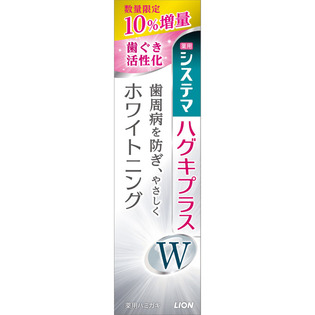 数量限定
10%増量
歯ぐき
活性化
薬用
システマ
ハグキプラス
W
歯周病を防ぎ、やさしく
ホワイトニング
薬用ハミガキ
LION